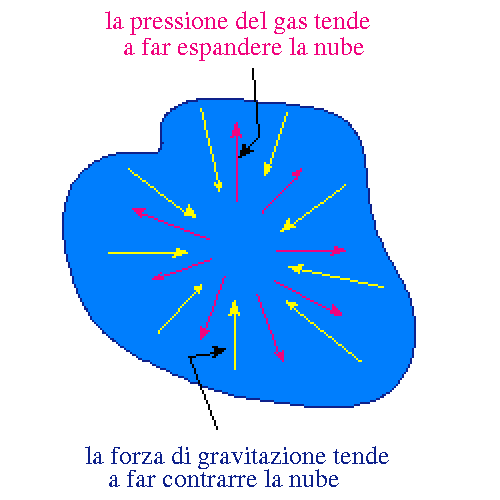 la pressione del gas tende
a far espandere la nube
la forza di gravitazione tende
a far contrarre la nube